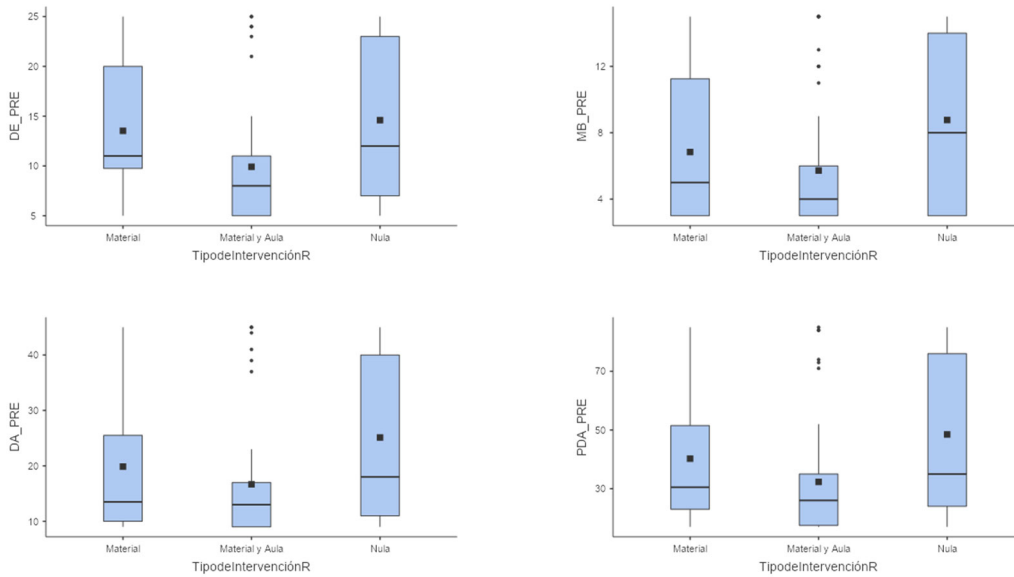 25
20
15
10
5
DE_PRE
Material
Material y Aula
Nula
TipodeIntervenciónR
12
8
4
MB_PRE
Material
Material y Aula
Nula
TipodeIntervenciónR
40
30
20
10
DA_PRE
Material
Material y Aula
Nula
TipodeIntervenciónR
70
50
30
PDA_PRE
Material
Material y Aula
Nula
TipodeIntervenciónR